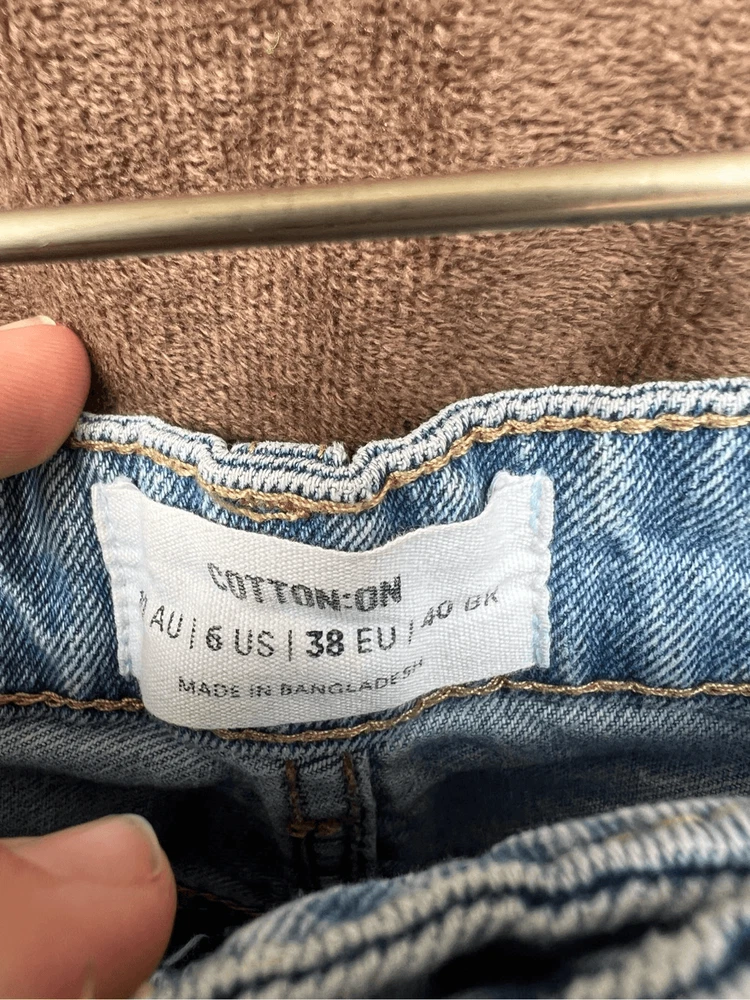 COTTON:ON
AU | 6 US | 38 EU | 40 BR
MADE IN BANGLADESH